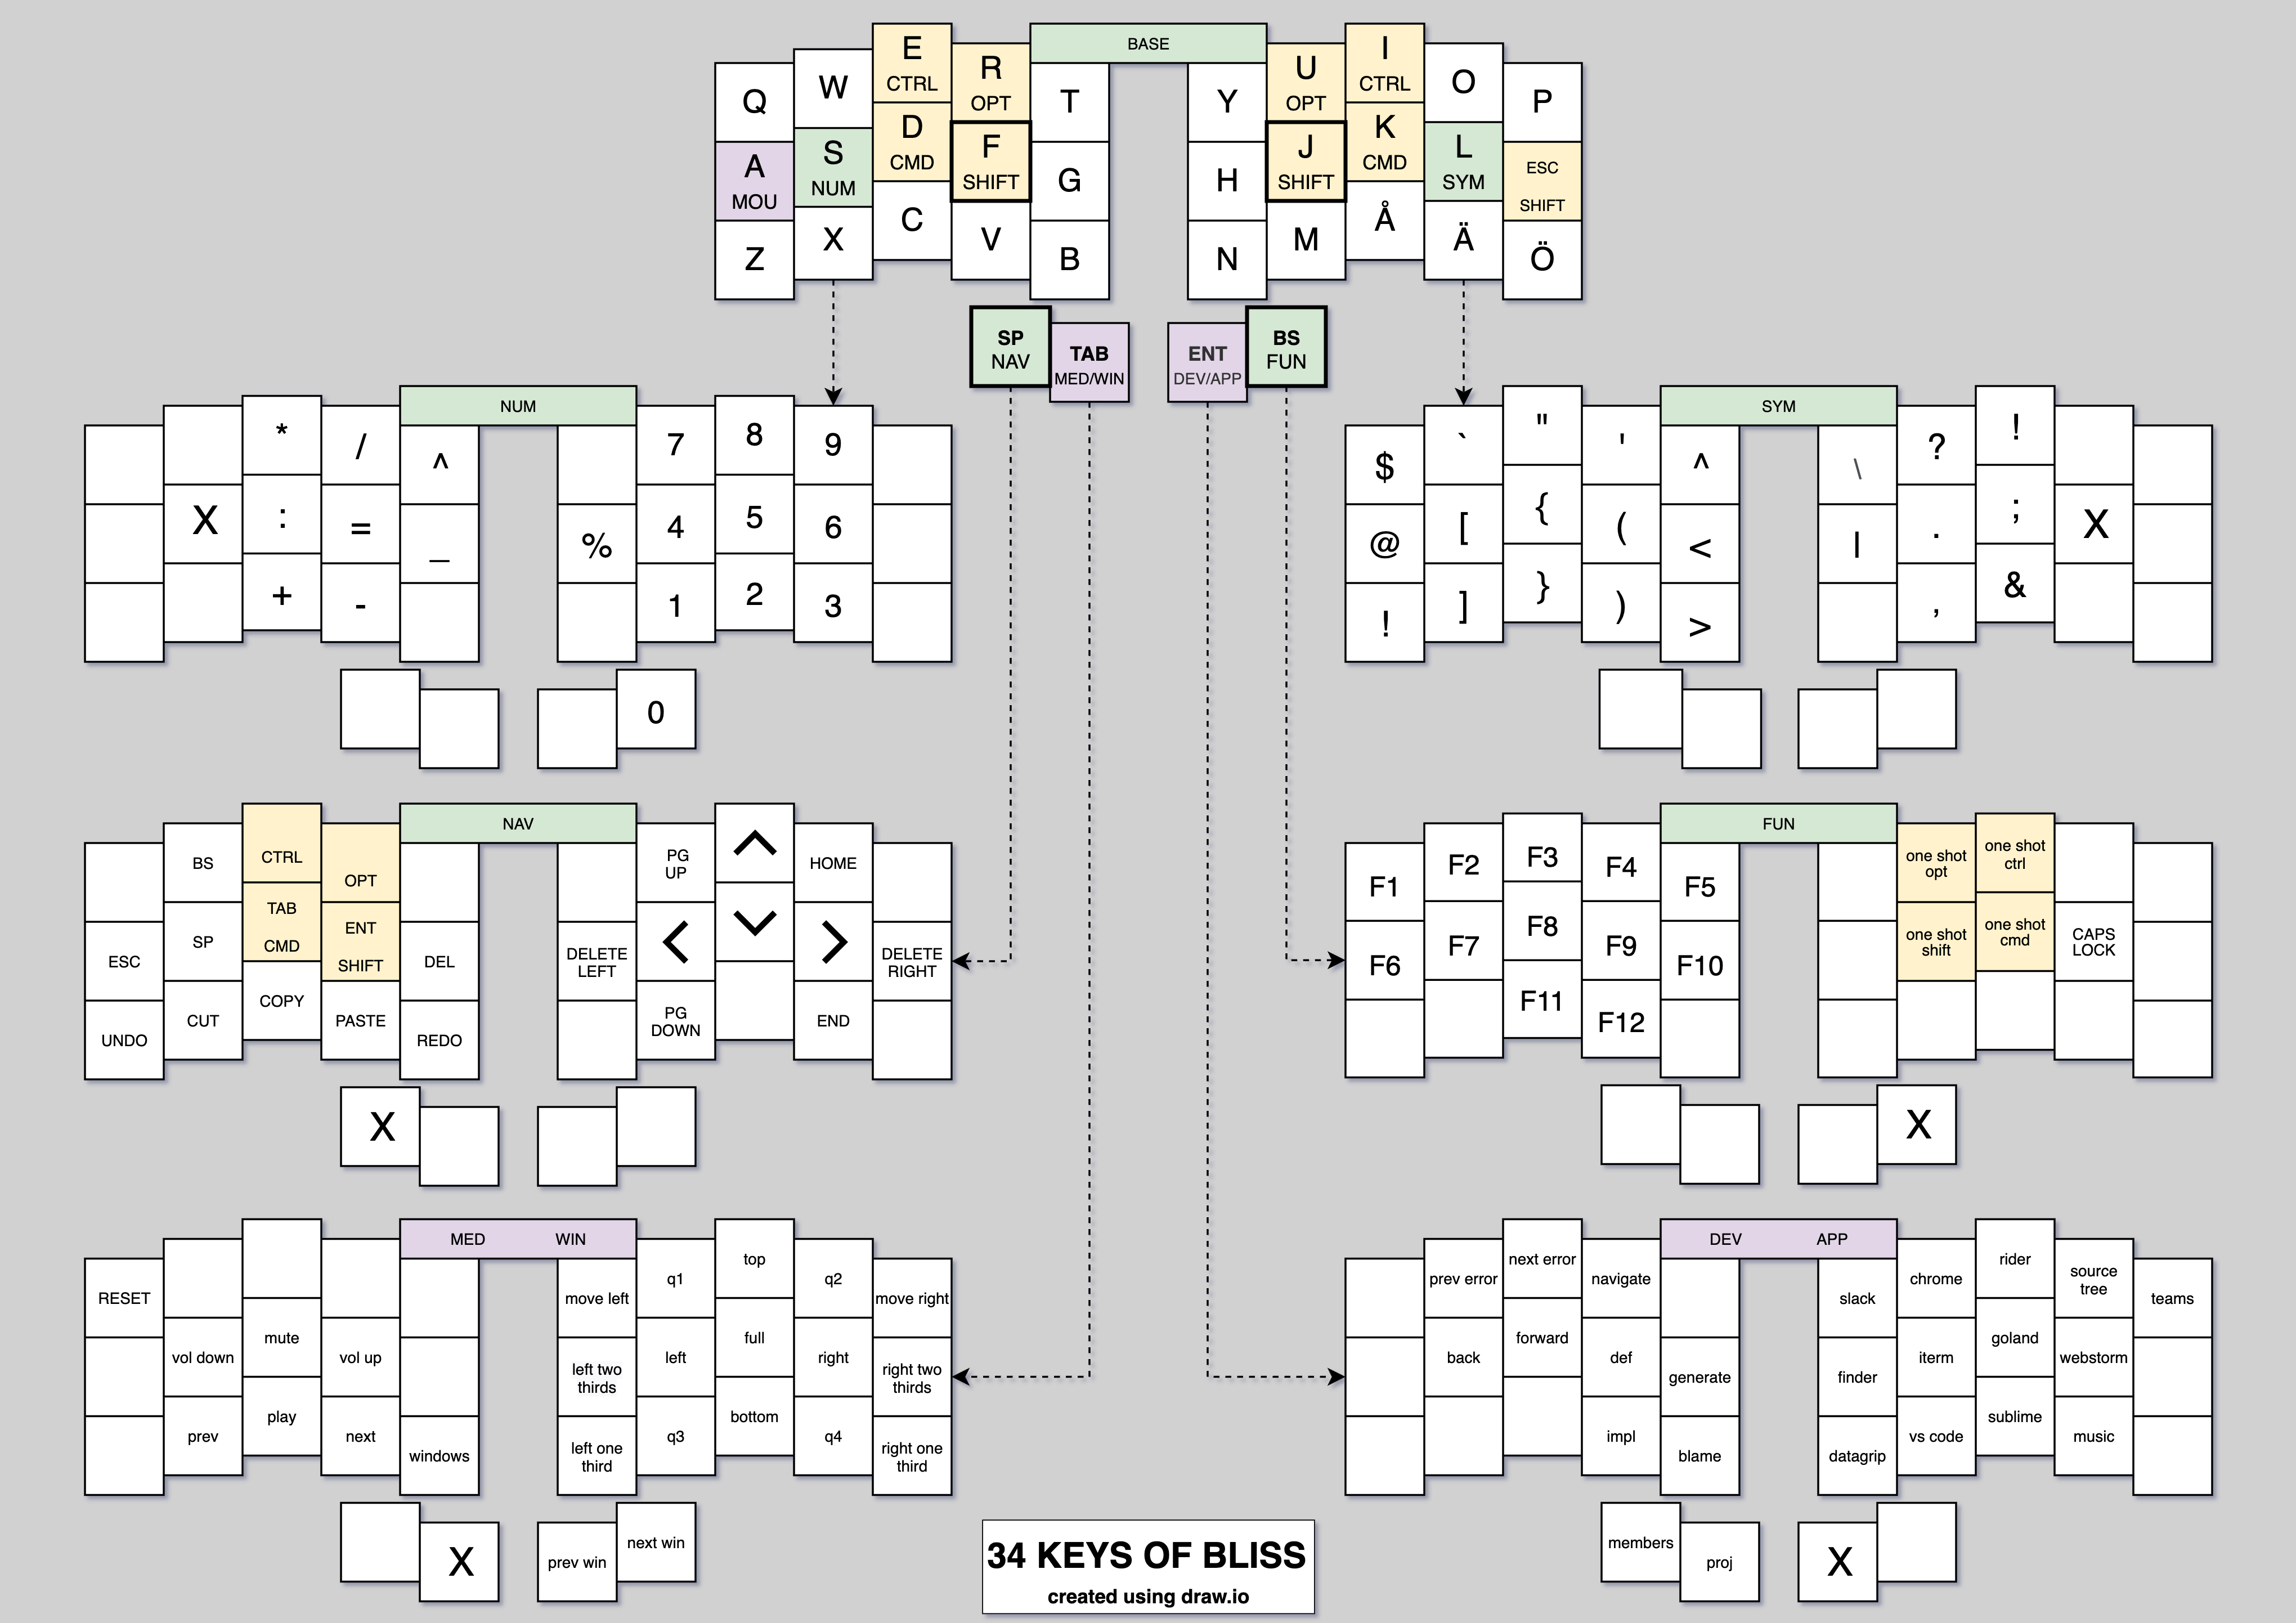 BASE
Q
W
E
CTRL
R
OPT
T
Y
U
OPT
I
CTRL
O
P
A
MOU
S
NUM
D
CMD
F
SHIFT
G
H
J
SHIFT
K
CMD
L
SYM
ESC
SHIFT
Z
X
C
V
B
N
M
Å
Ä
Ö
SP
NAV
TAB
MED/WIN
ENT
DEV/APP
BS
FUN
NUM
*
/
^
7
8
9
X
:
=
_
%
4
5
6
+
-
1
2
3
0
SYM
$
`
"
'
^
\
?
!
@
[
{
(
<
|
.
;
X
!
]
}
)
>
,
&
NAV
BS
CTRL
OPT
PG
UP
^
HOME
ESC
SP
TAB
CMD
ENT
SHIFT
DEL
DELETE
LEFT
<
v
>
DELETE
RIGHT
UNDO
CUT
COPY
PASTE
REDO
PG
DOWN
END
X
FUN
F1
F2
F3
F4
F5
one shot
opt
one shot
ctrl
F6
F7
F8
F9
F10
one shot
shift
one shot
cmd
CAPS
LOCK
F11
F12
X
MED WIN
RESET
move left
q1
top
q2
move right
vol down
mute
vol up
left two
thirds
left
full
right
right two
thirds
prev
play
next
windows
left one
third
q3
bottom
q4
right one
third
X
prev win
next win
DEV APP
prev error
next error
navigate
slack
chrome
rider
source
tree
teams
back
forward
def
generate
finder
iterm
goland
webstorm
impl
blame
datagrip
vs code
sublime
music
members
proj
X
34 KEYS OF BLISS
created using draw.io